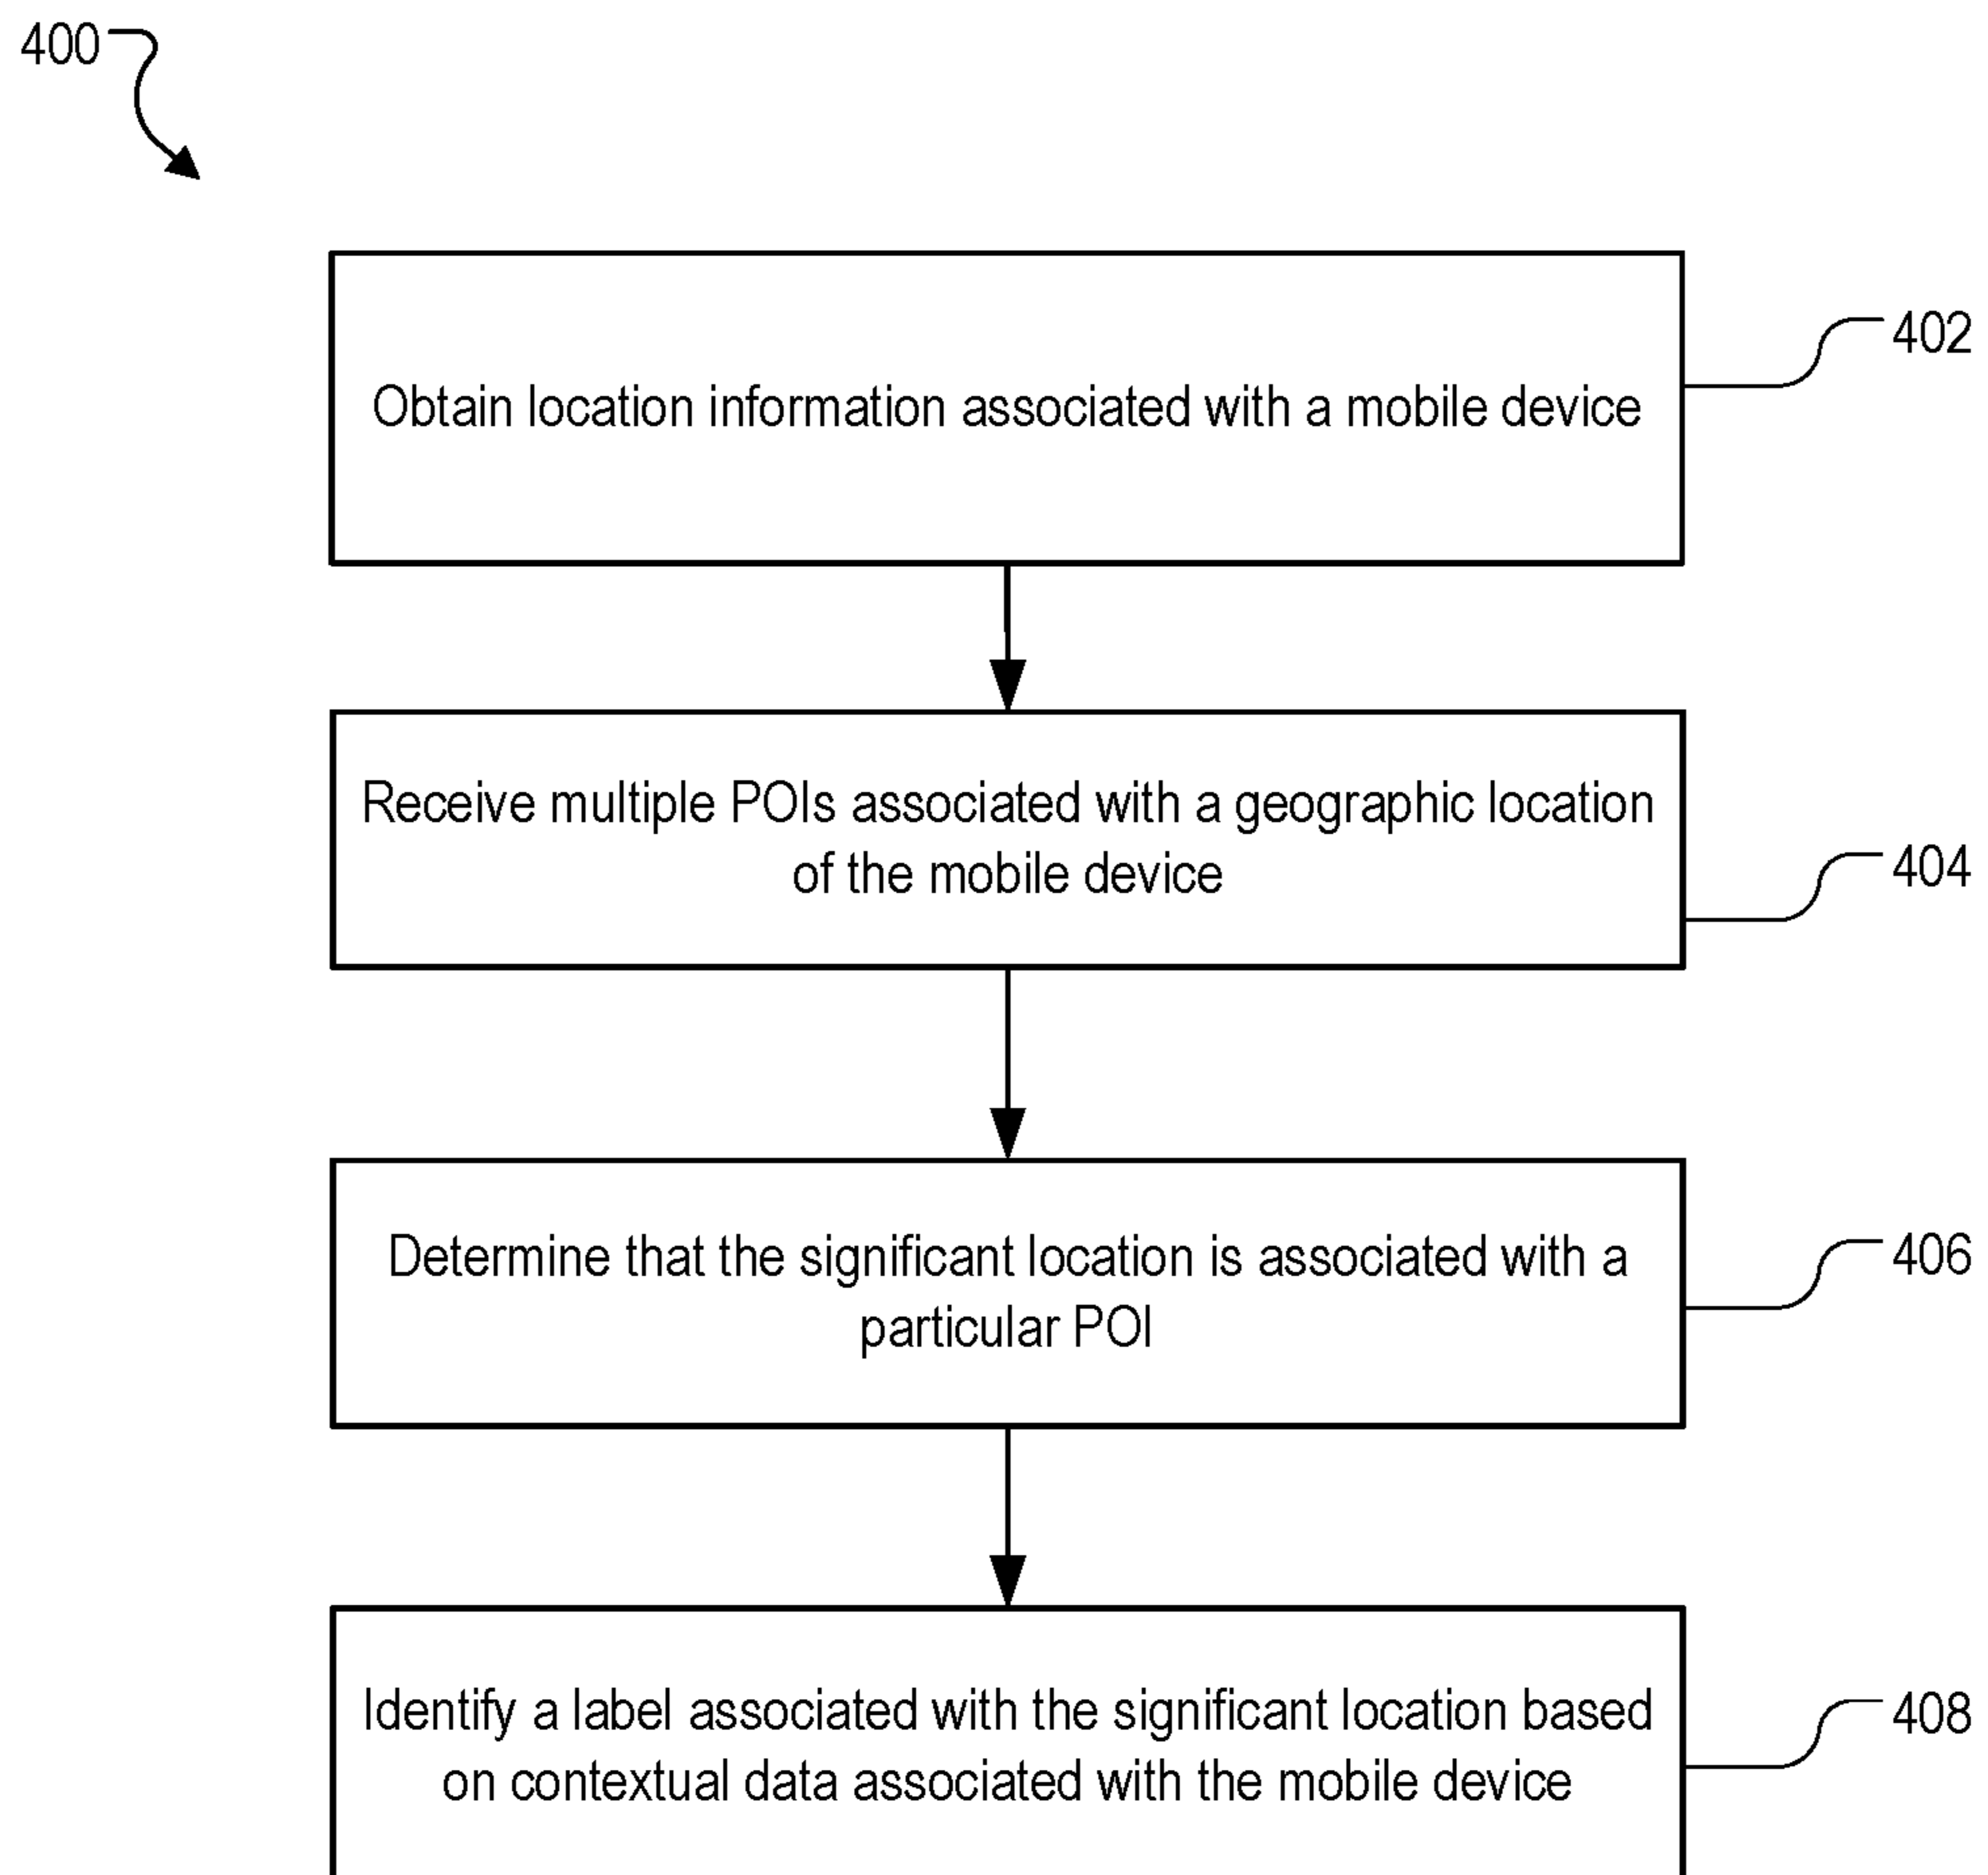 400
Obtain location information associated with a mobile device
402
Receive multiple POIs associated with a geographic location
of the mobile device
404
Determine that the significant location is associated with a
particular POI
406
Identify a label associated with the significant location based
on contextual data associated with the mobile device
408